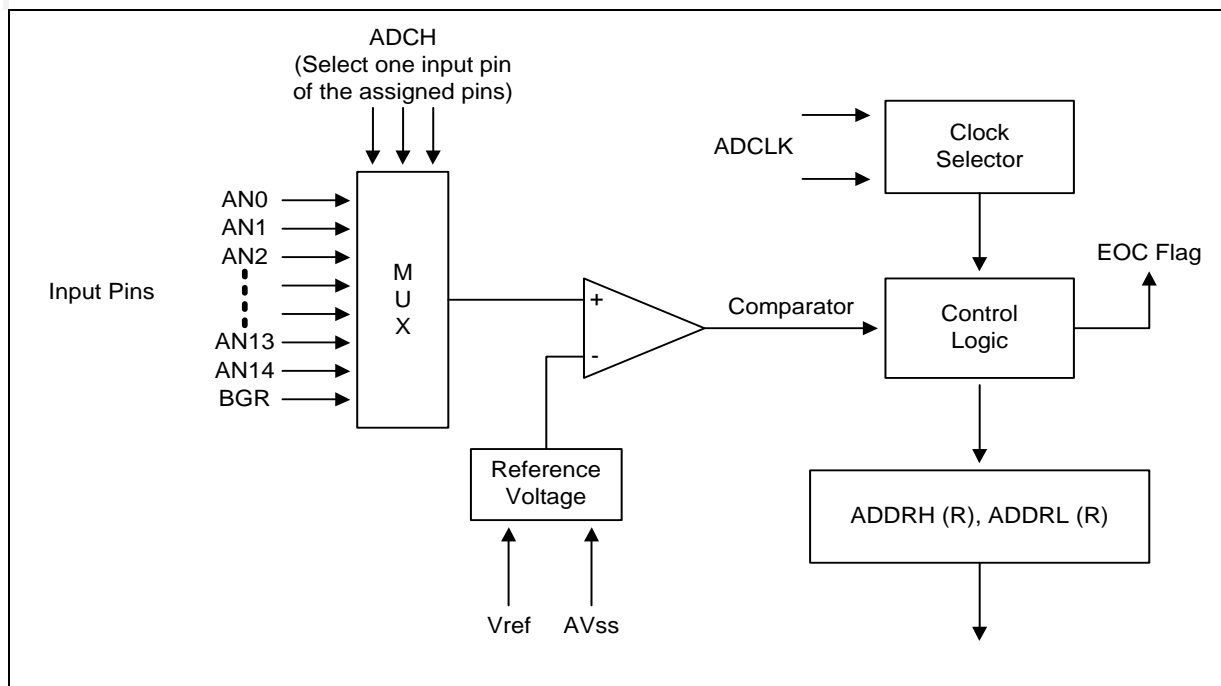 ADCH
(Select one input pin
of the assigned pins)
ADCLK
Clock
Selector
Input Pins
AN0
AN1
AN2
AN13
AN14
BGR
M
U
X
+
-
Comparator
Control
Logic
EOC Flag
Reference
Voltage
Vref
AVss
ADDRH (R), ADDRL (R)